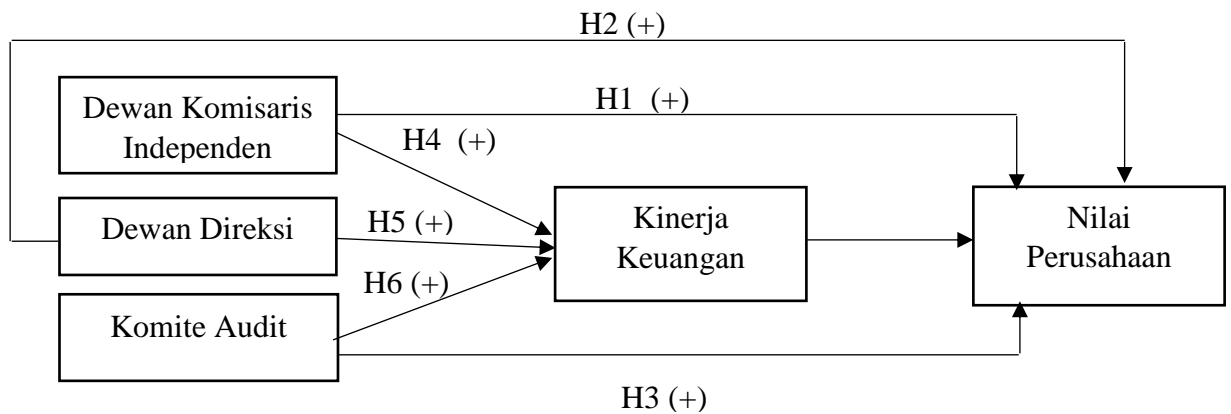 H2 (+)
Dewan Komisaris
Independen
H1 (+)
H4 (+)
Dewan Direksi
H5 (+)
Kinerja
Keuangan
Nilai
Perusahaan
H6 (+)
Komite Audit
H3 (+)